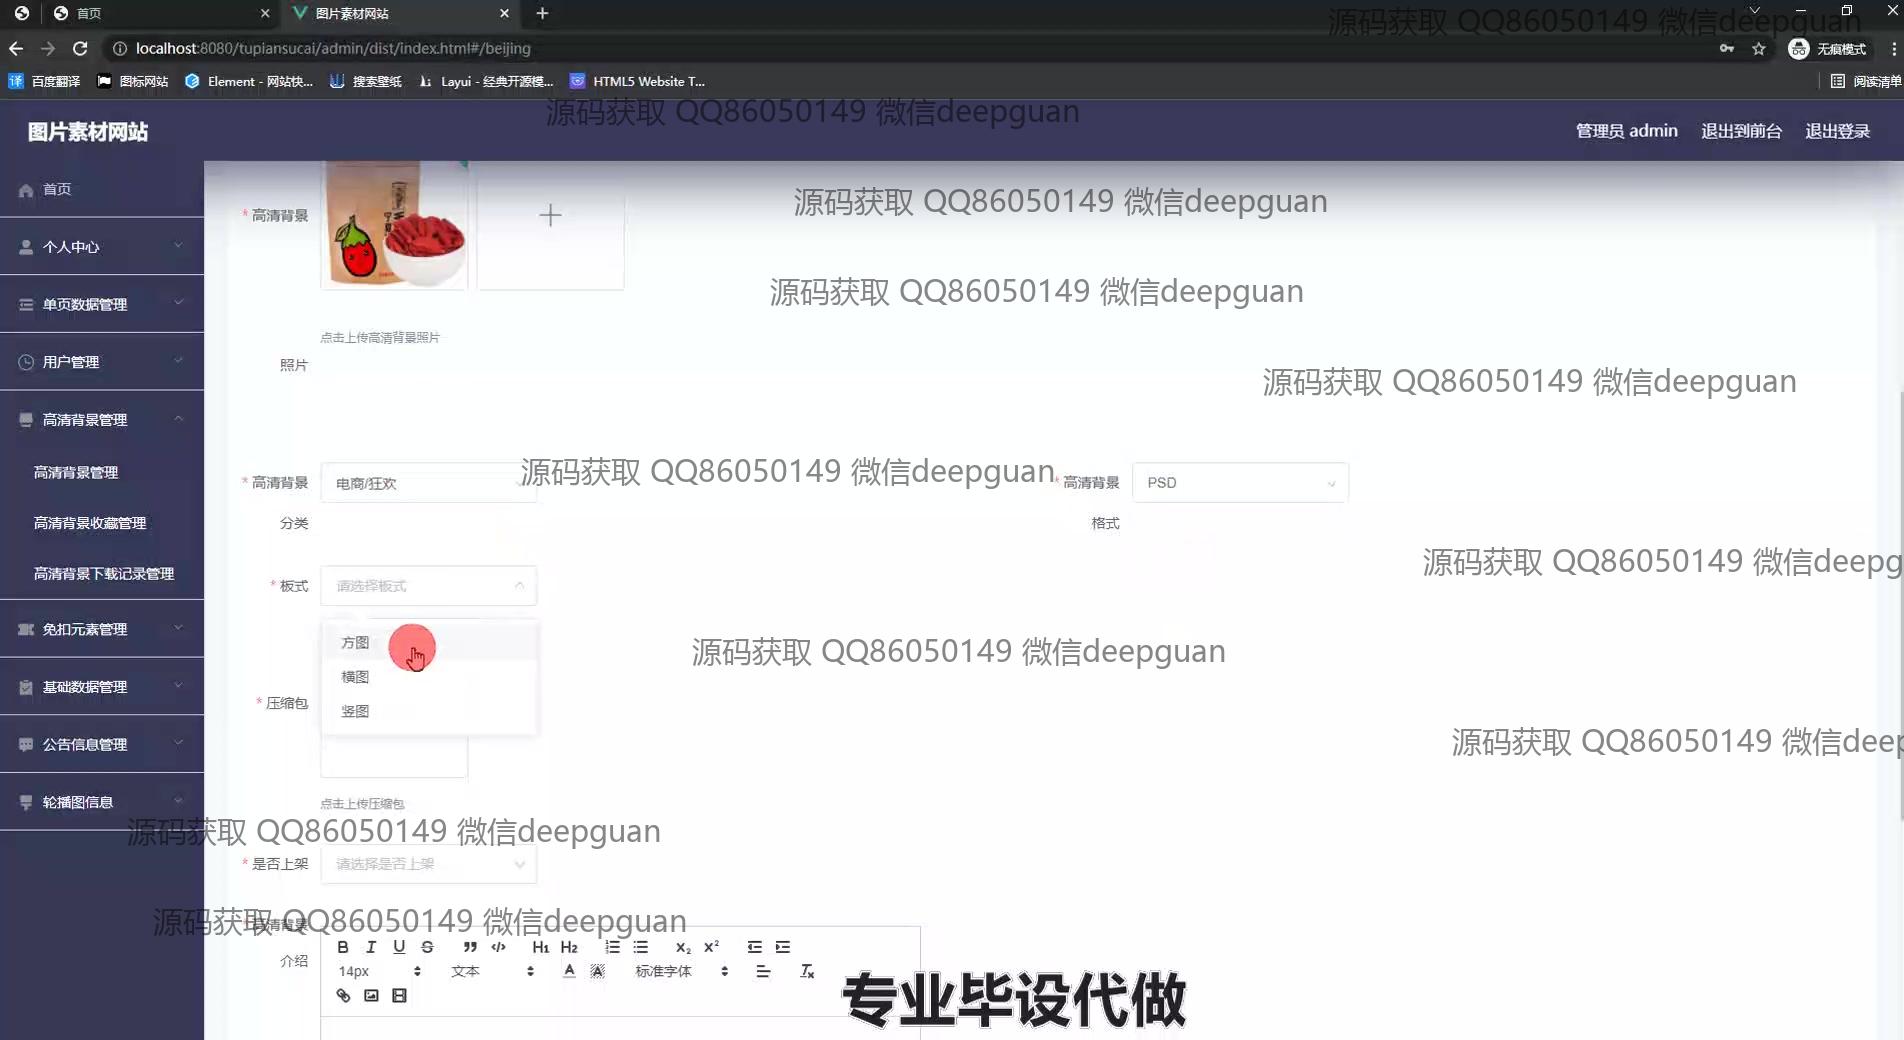 首页
图片素材网站
源码获取 QQ86050149 微信deepguan
localhost:8080/tupiansucai/admin/dist/index.html#/beijing
无痕模式
百度翻译
图标网站
Element - 网站快...
搜索壁纸
Layui - 经典开源模...
HTML5 Website T...
阅读清单
源码获取 QQ86050149 微信deepguan
图片素材网站
管理员 admin
退出到前台
退出登录
首页
个人中心
单页数据管理
用户管理
高清背景管理
高清背景管理
高清背景收藏管理
高清背景下载记录管理
免扣元素管理
基础数据管理
公告信息管理
轮播图信息
源码获取 QQ86050149 微信deepguan
* 高清背景
照片
源码获取 QQ86050149 微信deepguan
点击上传高清背景照片
源码获取 QQ86050149 微信deepguan
* 高清背景
分类
电商/狂欢
源码获取 QQ86050149 微信deepguan
* 高清背景
格式
PSD
源码获取 QQ86050149 微信deepg
* 板式
请选择板式
方图
横图
竖图
源码获取 QQ86050149 微信deepguan
* 压缩包
源码获取 QQ86050149 微信deep
点击上传压缩包
源码获取 QQ86050149 微信deepguan
* 是否上架
请选择是否上架
源码获取 QQ86050149 微信deepguan
* 高清背景
介绍
B I U S H1 H2 X2 X2
14px
文本
A A
标准字体
Tx
专业毕设代做